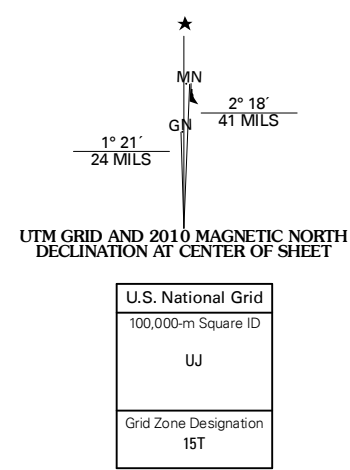 ★
MN
GN
2° 18´
41 MILS
1° 21´
24 MILS
UTM GRID AND 2010 MAGNETIC NORTH
DECLINATION AT CENTER OF SHEET
U.S. National Grid
100,000-m Square ID
UJ
Grid Zone Designation
15T